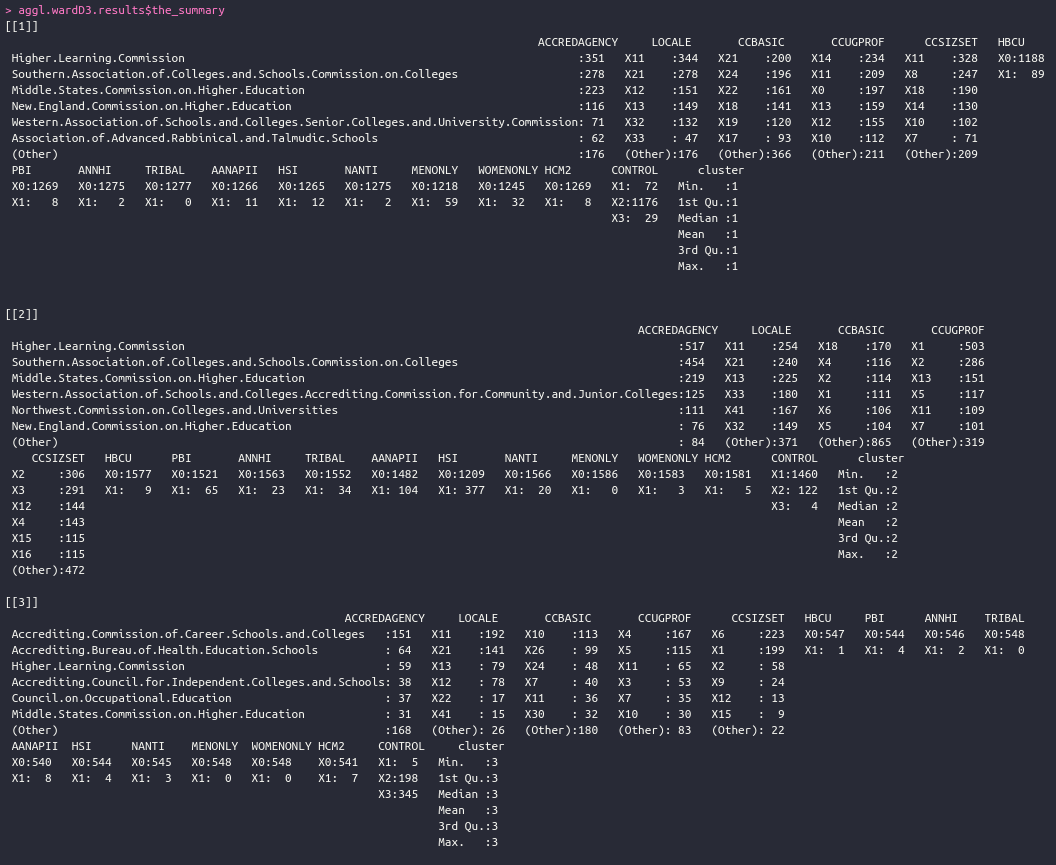 > aggl.wardD3.results$the_summary
[[1]]
ACCREDAGENCY LOCALE CCBASIC CCUGPROF CCSIZSET HBCU
Higher.Learning.Commission :351 X11 :344 X21 :200 X14 :234 X11 :328 X0:1188
Southern.Association.of.Colleges.and.Schools.Commission.on.Colleges :278 X21 :278 X24 :196 X11 :209 X8 :247 X1: 89
Middle.States.Commission.on.Higher.Education :223 X12 :151 X22 :161 X0 :197 X18 :190
New.England.Commission.on.Higher.Education :116 X13 :149 X18 :141 X13 :159 X14 :130
Western.Association.of.Schools.and.Colleges.Senior.Colleges.and.University.Commission: 71 X32 :132 X19 :120 X12 :155 X10 :102
Association.of.Advanced.Rabbinical.and.Talmudic.Schools : 62 X33 : 47 X17 : 93 X10 :112 X7 : 71
(Other) :176 (Other):176 (Other):366 (Other):211 (Other):209
PBI ANNHI TRIBAL AANAPII HSI NANTI MENONLY WOMENONLY HCM2 CONTROL cluster
X0:1269 X0:1275 X0:1277 X0:1266 X0:1265 X0:1275 X0:1218 X0:1245 X0:1269 X1: 72 Min. :1
X1: 8 X1: 2 X1: 0 X1: 11 X1: 12 X1: 2 X1: 59 X1: 32 X1: 8 X2:1176 1st Qu.:1
X3: 29 Median :1
Mean :1
3rd Qu.:1
Max. :1
[[2]]
ACCREDAGENCY LOCALE CCBASIC CCUGPROF
Higher.Learning.Commission :517 X11 :254 X18 :170 X1 :503
Southern.Association.of.Colleges.and.Schools.Commission.on.Colleges :454 X21 :240 X4 :116 X2 :286
Middle.States.Commission.on.Higher.Education :219 X13 :225 X2 :114 X13 :151
Western.Association.of.Schools.and.Colleges.Accrediting.Commission.for.Community.and.Junior.Colleges:125 X33 :180 X1 :111 X5 :117
Northwest.Commission.on.Colleges.and.Universities :111 X41 :167 X6 :106 X11 :109
New.England.Commission.on.Higher.Education : 76 X32 :149 X5 :104 X7 :101
(Other) : 84 (Other):371 (Other):865 (Other):319
CCSIZSET HBCU PBI ANNHI TRIBAL AANAPII HSI NANTI MENONLY WOMENONLY HCM2 CONTROL cluster
X2 :306 X0:1577 X0:1521 X0:1563 X0:1552 X0:1482 X0:1209 X0:1566 X0:1586 X0:1583 X0:1581 X1:1460 Min. :2
X3 :291 X1: 9 X1: 65 X1: 23 X1: 34 X1: 104 X1: 377 X1: 20 X1: 0 X1: 3 X1: 5 X2: 122 1st Qu.:2
X12 :144 X3: 4 Median :2
X4 :143 Mean :2
X15 :115 3rd Qu.:2
X16 :115 Max. :2
(Other):472
[[3]]
ACCREDAGENCY LOCALE CCBASIC CCUGPROF CCSIZSET HBCU PBI ANNHI TRIBAL
Accrediting.Commission.of.Career.Schools.and.Colleges :151 X11 :192 X10 :113 X4 :167 X6 :223 X0:547 X0:544 X0:546 X0:548
Accrediting.Bureau.of.Health.Education.Schools : 64 X21 :141 X26 : 99 X5 :115 X1 :199 X1: 1 X1: 4 X1: 2 X1: 0
Higher.Learning.Commission : 59 X13 : 79 X24 : 48 X11 : 65 X2 : 58
Accrediting.Council.for.Independent.Colleges.and.Schools: 38 X12 : 78 X7 : 40 X3 : 53 X9 : 24
Council.on.Occupational.Education : 37 X22 : 17 X11 : 36 X7 : 35 X12 : 13
Middle.States.Commission.on.Higher.Education : 31 X41 : 15 X30 : 32 X10 : 30 X15 : 9
(Other) :168 (Other): 26 (Other):180 (Other): 83 (Other): 22
AANAPII HSI NANTI MENONLY WOMENONLY HCM2 CONTROL cluster
X0:540 X0:544 X0:545 X0:548 X0:548 X0:541 X1: 5 Min. :3
X1: 8 X1: 4 X1: 3 X1: 0 X1: 0 X1: 7 X2:198 1st Qu.:3
X3:345 Median :3
Mean :3
3rd Qu.:3
Max. :3